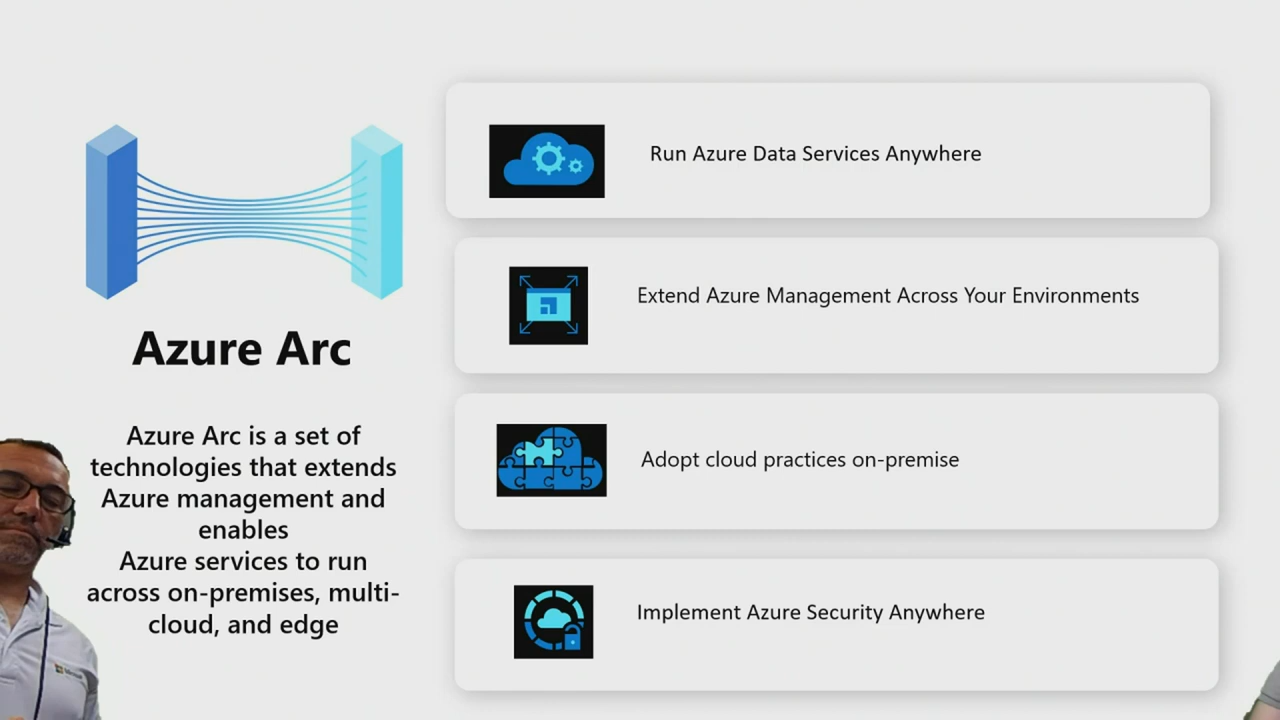 Run Azure Data Services Anywhere
Extend Azure Management Across Your Environments
Azure Arc
Azure Arc is a set of
technologies that extends
Azure management and
enables
Azure services to run
across on-premises, multi-
cloud, and edge
Adopt cloud practices on-premise
Implement Azure Security Anywhere